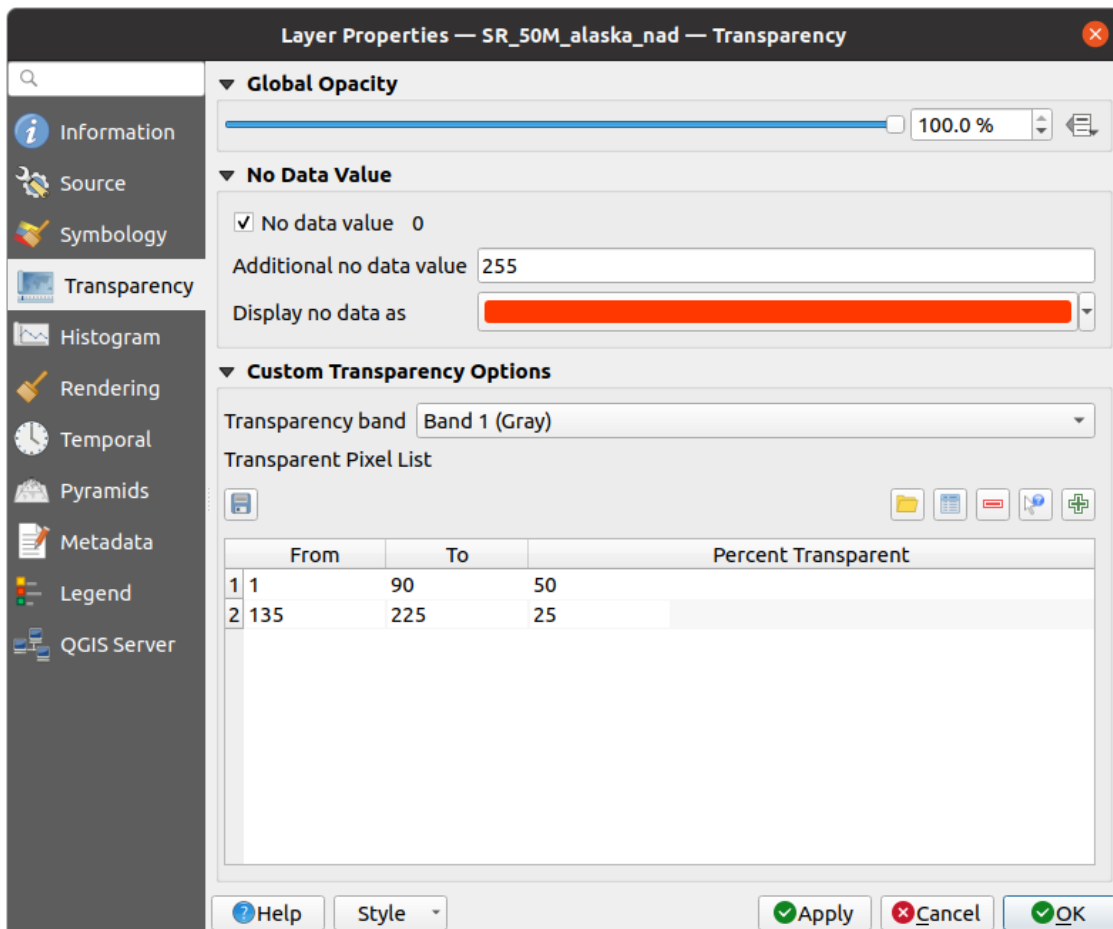 Layer Properties — SR_50M_alaska_nad — Transparency
Information
Source
Symbology
Transparency
Histogram
Rendering
Temporal
Pyramids
Metadata
Legend
QGIS Server
Global Opacity
100.0 %
No Data Value
No data value 0
Additional no data value 255
Display no data as
Custom Transparency Options
Transparency band Band 1 (Gray)
Transparent Pixel List
From To Percent Transparent
1 1 90 50
2 135 225 25
Help Style Apply Cancel OK